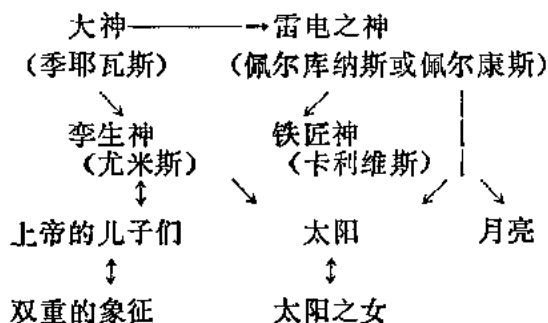 大神 雷电之神
（季耶瓦斯） （佩尔库纳斯或佩尔康斯）
孪生神 铁匠神
（尤米斯） （卡利维斯）
上帝的儿子们 太阳 月亮
双重的象征 太阳之女